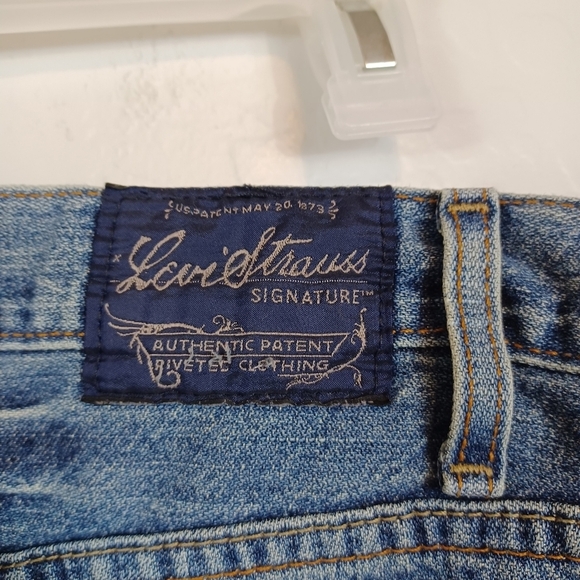 U.S. PATENT MAY 20, 1873
Levi Strauss
SIGNATURE™
AUTHENTIC PATENT
RIVETED CLOTHING